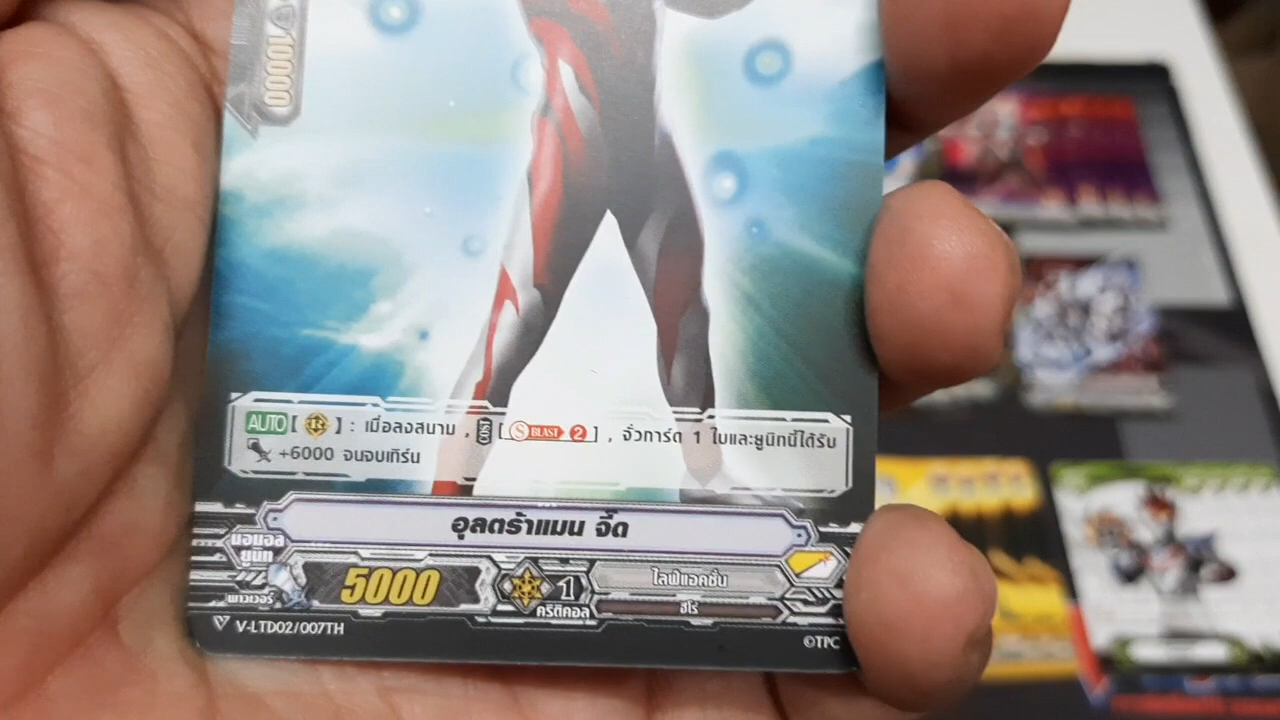 10000
AUTO【 R 】 : เมื่อลงสนาม , COST [ S BLAST 2 ] , จั่วการ์ด 1 ใบและยูนิทนี้ได้รับ
+6000 จนจบเทิร์น
อุลตร้าแมน จี๊ด
นอมอล
ยูนิท
พาวเวอร์ 5000 1 คริติคอล
ไลฟ์แอคชั่น
ฮีโร่
V-LTD02/007TH ©TPC